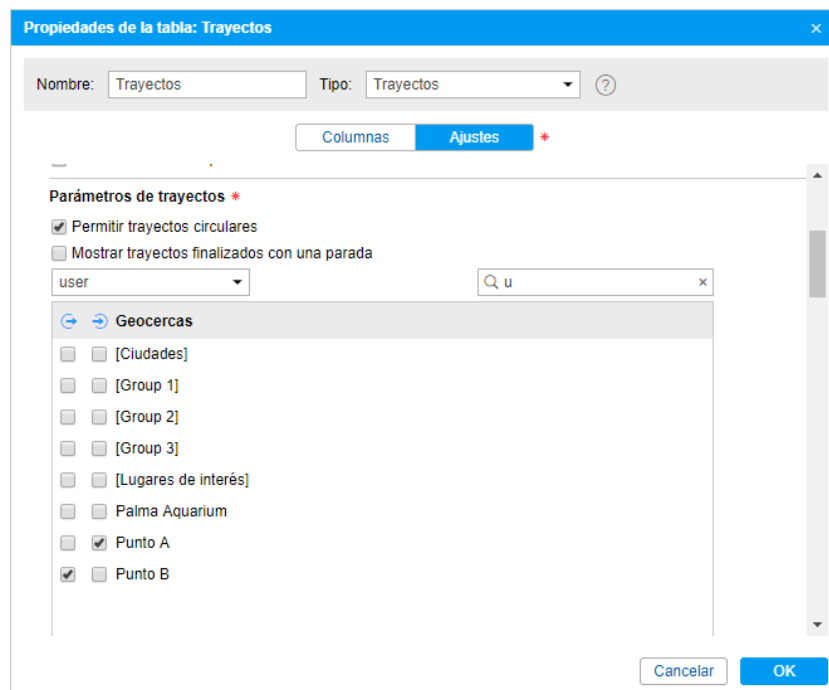 Propiedades de la tabla: Trayectos ×
Nombre: Trayectos Tipo: Trayectos ?
Columnas Ajustes *
Parámetros de trayectos *
Permitir trayectos circulares
Mostrar trayectos finalizados con una parada
user u ×
Geocercas
[Ciudades]
[Group 1]
[Group 2]
[Group 3]
[Lugares de interés]
Palma Aquarium
Punto A
Punto B
Cancelar OK